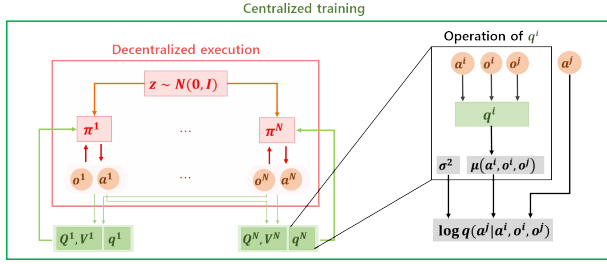 Centralized training
Decentralized execution
z ~ N(0, I)
π¹
...
πᴺ
o¹
a¹
...
oᴺ
aᴺ
Q¹, V¹
q¹
Qᴺ, Vᴺ
qᴺ
Operation of qⁱ
aⁱ
oⁱ
oʲ
aʲ
qⁱ
σ²
μ(aⁱ, oⁱ, oʲ)
log q(aʲ|aⁱ, oⁱ, oʲ)